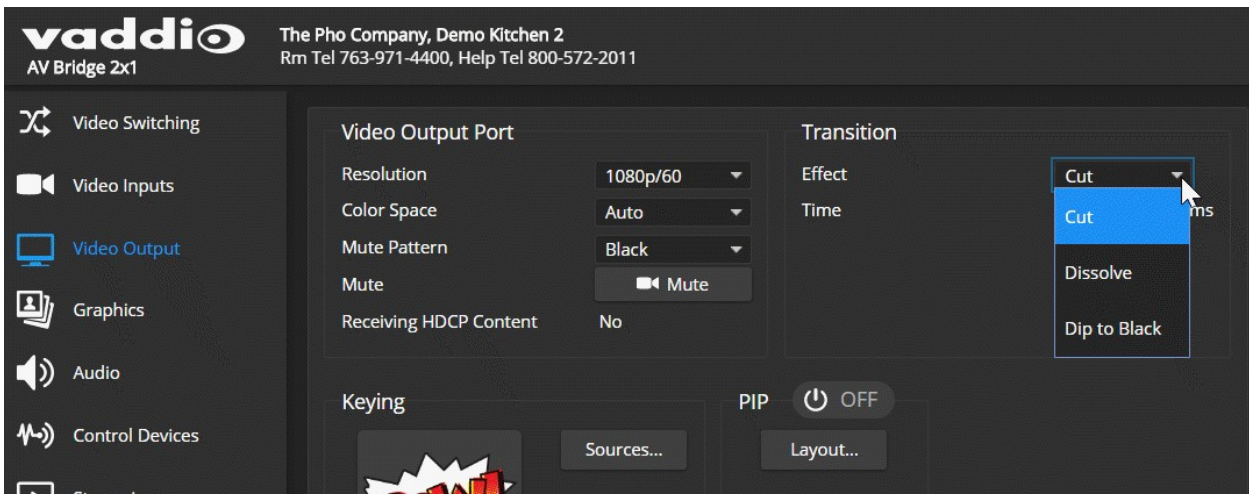 vaddio
AV Bridge 2x1
The Pho Company, Demo Kitchen 2
Rm Tel 763-971-4400, Help Tel 800-572-2011
Video Switching
Video Inputs
Video Output
Graphics
Audio
Control Devices
Video Output Port
Resolution 1080p/60
Color Space Auto
Mute Pattern Black
Mute Mute
Receiving HDCP Content No
Transition
Effect Cut
Time ms
Cut
Dissolve
Dip to Black
Keying
Sources...
PIP OFF
Layout...